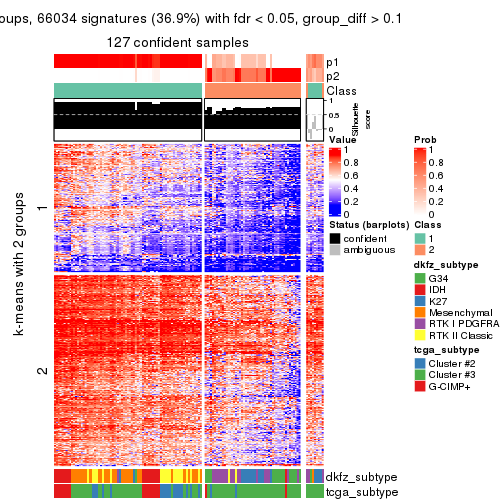 oups, 66034 signatures (36.9%) with fdr < 0.05, group_diff > 0.1
127 confident samples
p1
p2
Class
1
0.5
0
Silhouette
score
k-means with 2 groups
1
2
dkfz_subtype
tcga_subtype
Value
1
0.8
0.6
0.4
0.2
0
Prob
1
0.8
0.6
0.4
0.2
0
Status (barplots)
confident
ambiguous
Class
1
2
dkfz_subtype
G34
IDH
K27
Mesenchymal
RTK I PDGFRA
RTK II Classic
tcga_subtype
Cluster #2
Cluster #3
G-CIMP+